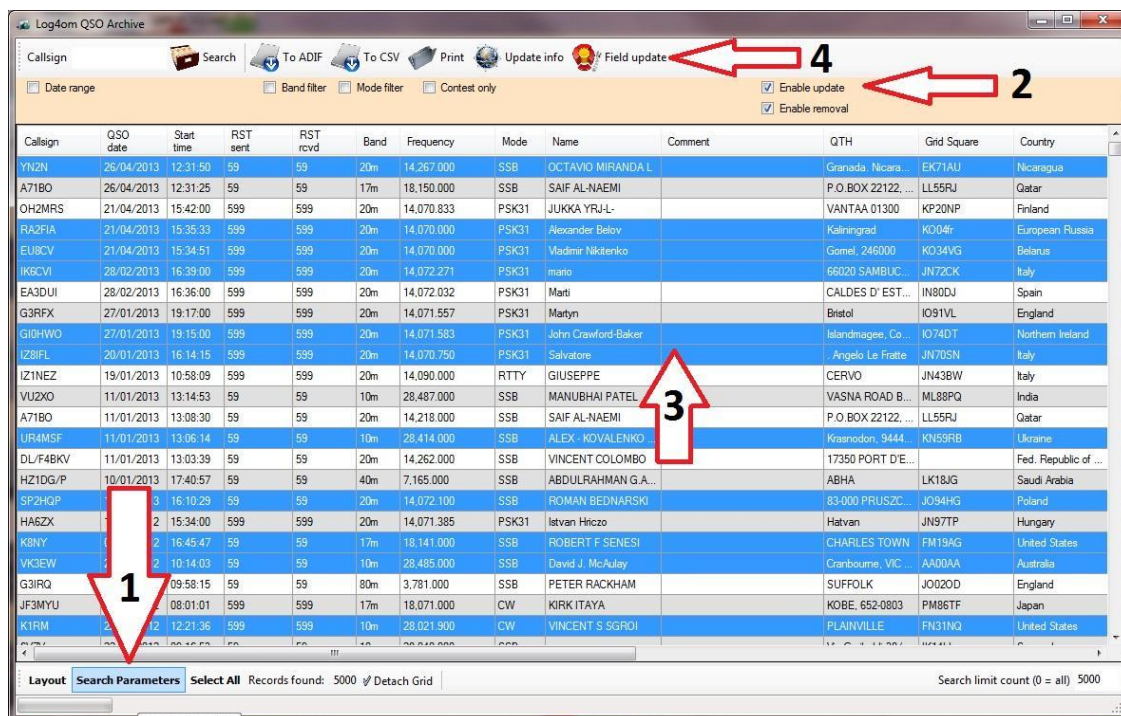 Log4om QSO Archive
Callsign Search To ADIF To CSV Print Update info Field update 4
Date range Band filter Mode filter Contest only Enable update 2
Enable removal
Callsign QSO date Start time RST sent RST rcvd Band Frequency Mode Name Comment QTH Grid Square Country
YN2N 26/04/2013 12:31:50 59 59 20m 14,267.000 SSB OCTAVIO MIRANDA L Granada. Nicara... EK71AU Nicaragua
A71BO 26/04/2013 12:31:25 59 59 17m 18,150.000 SSB SAIF AL-NAEMI P.O.BOX 22122, ... LL55RJ Qatar
OH2MRS 21/04/2013 15:42:00 599 599 20m 14,070.833 PSK31 JUKKA YRJ-L- VANTAA 01300 KP20NP Finland
RA2FIA 21/04/2013 15:35:33 599 599 20m 14,070.000 PSK31 Alexander Belov Kaliningrad KO04fr European Russia
EU8CV 21/04/2013 15:34:51 599 599 20m 14,070.000 PSK31 Vladimir Nikitenko Gomel, 246000 KO34VG Belarus
IK6CVI 28/02/2013 16:39:00 599 599 20m 14,072.271 PSK31 mario 66020 SAMBUC... JN72CK Italy
EA3DUI 28/02/2013 16:36:00 599 599 20m 14,072.032 PSK31 Marti CALDES D' EST... IN80DJ Spain
G3RFX 27/01/2013 19:17:00 599 599 20m 14,071.557 PSK31 Martyn Bristol IO91VL England
GI0HWO 27/01/2013 19:15:00 599 599 20m 14,071.583 PSK31 John Crawford-Baker Islandmagee, Co... IO74DT Northern Ireland
IZ8IFL 20/01/2013 16:14:15 599 599 20m 14,070.750 PSK31 Salvatore . Angelo Le Fratte JN70SN Italy
IZ1NEZ 19/01/2013 10:58:09 599 599 20m 14,090.000 RTTY GIUSEPPE CERVO JN43BW Italy
VU2XO 11/01/2013 13:14:53 59 59 10m 28,487.000 SSB MANUBHAI PATEL 3 VASNA ROAD B... ML88PQ India
A71BO 11/01/2013 13:08:30 59 59 20m 14,218.000 SSB SAIF AL-NAEMI P.O.BOX 22122, ... LL55RJ Qatar
UR4MSF 11/01/2013 13:06:14 59 59 10m 28,414.000 SSB ALEX - KOVALENKO ... Krasnodon, 9444... KN59RB Ukraine
DL/F4BKV 11/01/2013 13:03:39 59 59 20m 14,262.000 SSB VINCENT COLOMBO 17350 PORT D'E... Fed. Republic of ...
HZ1DG/P 10/01/2013 17:40:57 59 59 40m 7,165.000 SSB ABDULRAHMAN G.A... ABHA LK18JG Saudi Arabia
SP2HQP 3 16:10:29 59 59 20m 14,072.100 SSB ROMAN BEDNARSKI 83-000 PRUSZC... JO94HG Poland
HA6ZX 2 15:34:00 599 599 20m 14,071.385 PSK31 Istvan Hriczo Hatvan JN97TP Hungary
K8NY 2 16:45:47 59 59 17m 18,141.000 SSB ROBERT F SENESI CHARLES TOWN FM19AG United States
VK3EW 2 10:14:03 59 59 10m 28,485.000 SSB David J. McAulay Cranbourne, VIC ... AA00AA Australia
G3IRQ 1 09:58:15 59 59 80m 3,781.000 SSB PETER RACKHAM SUFFOLK JO02OD England
JF3MYU 2 08:01:01 599 599 17m 18,071.000 CW KIRK ITAYA KOBE, 652-0803 PM86TF Japan
K1RM 12 12:21:36 599 599 10m 28,021.900 CW VINCENT S SGROI PLAINVILLE FN31NQ United States
Layout Search Parameters Select All Records found: 5000 Detach Grid Search limit count (0 = all) 5000